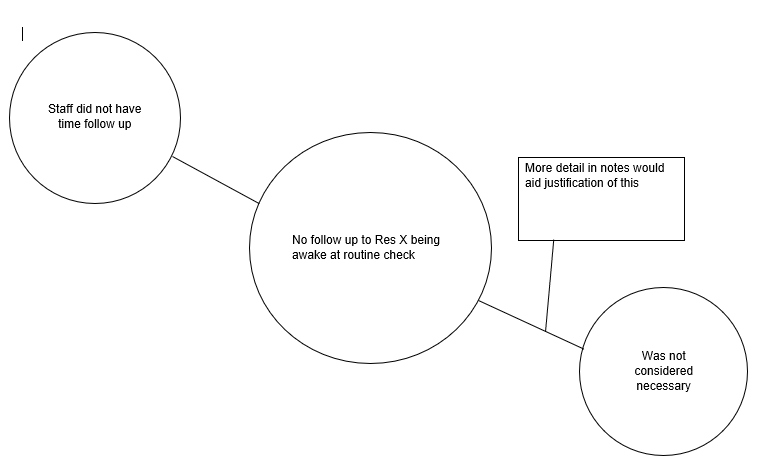 Staff did not have
time follow up
No follow up to Res X being
awake at routine check
More detail in notes would
aid justification of this
Was not
considered
necessary